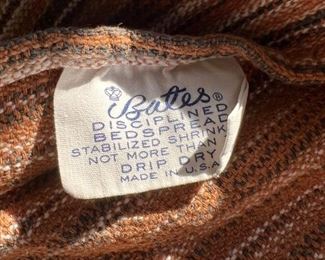 Bates®
DISCIPLINED
BEDSPREAD
STABILIZED SHRINK
NOT MORE THAN
DRIP DRY
MADE IN U.S.A.